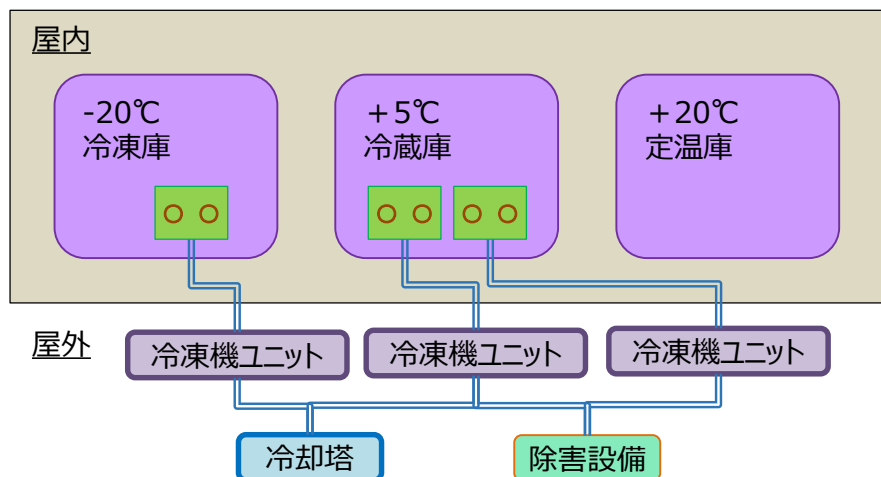 屋内
-20℃
冷凍庫
＋5℃
冷蔵庫
＋20℃
定温庫
屋外
冷凍機ユニット
冷凍機ユニット
冷凍機ユニット
冷却塔
除害設備